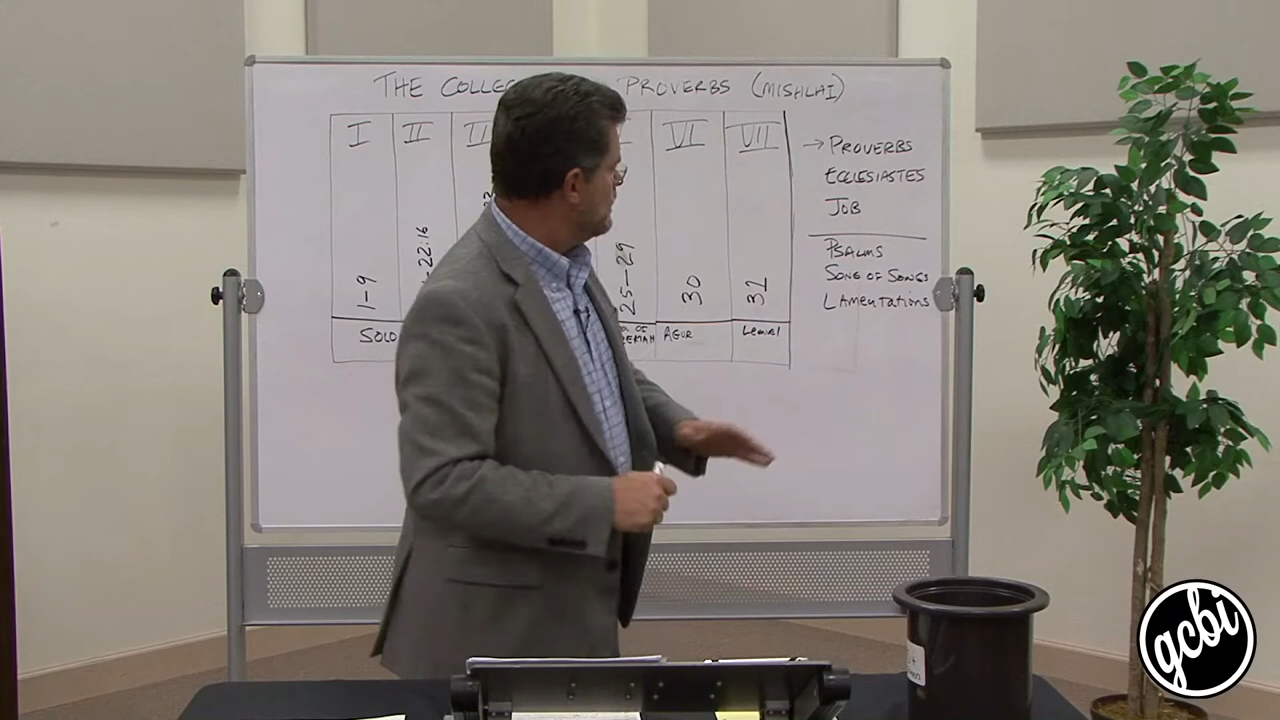 THE COLLEC PROVERBS (MISHLAI)
I II II VI VII
1-9
- 22:16
25-29
30
31
SOLO
AGUR
Lemuel
→ PROVERBS
ECCLESIASTES
JOB
PSALMS
SONG OF SONGS
LAMENTATIONS
gcbi